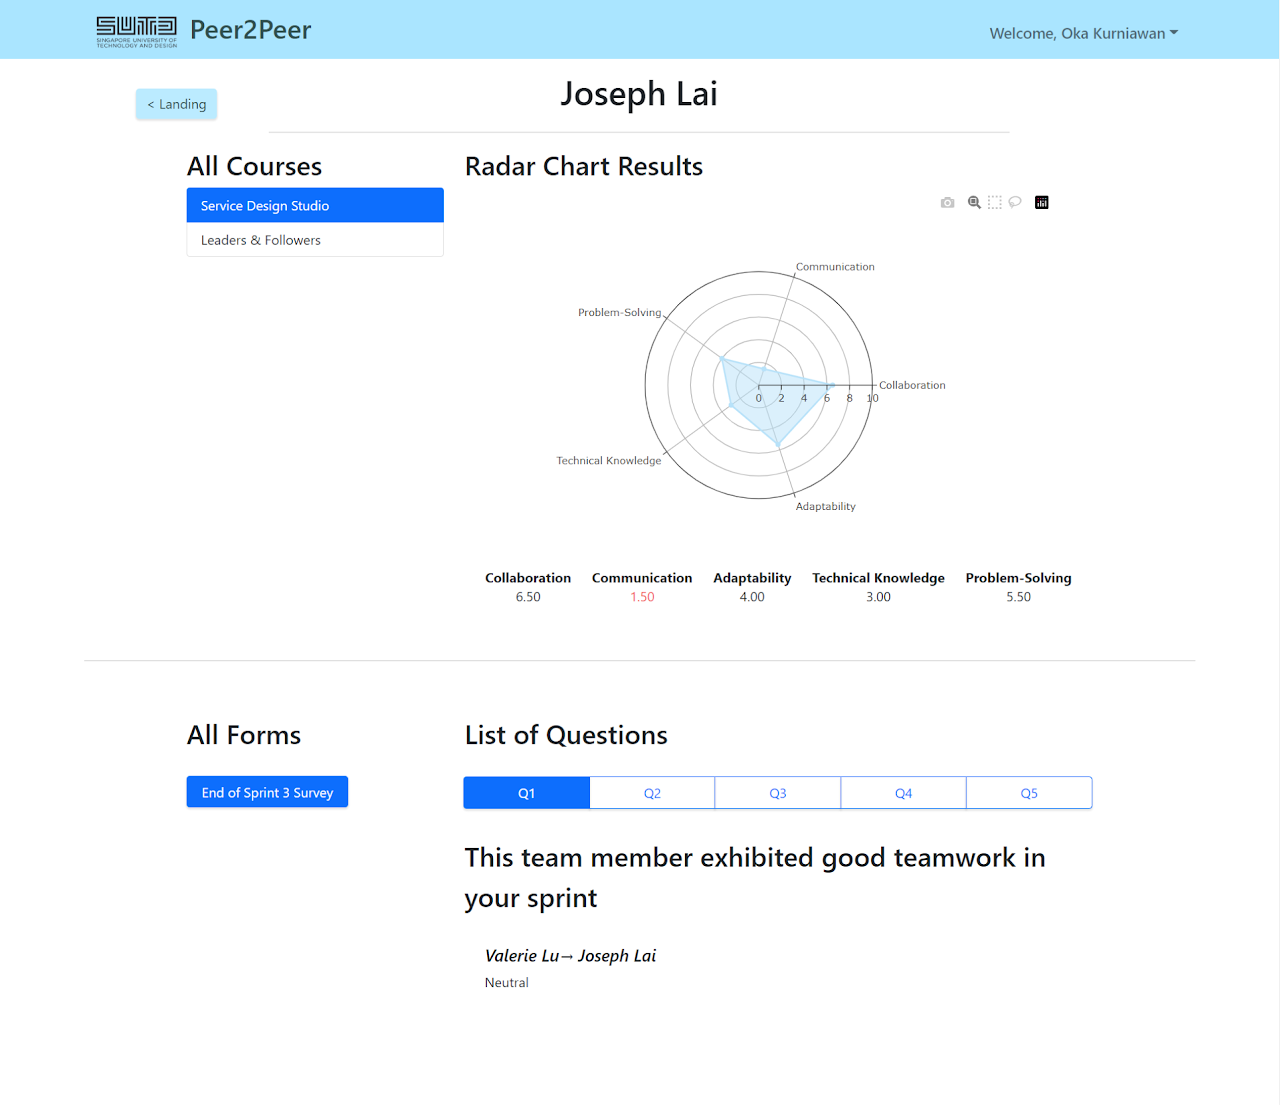 SUTD
SINGAPORE UNIVERSITY OF
TECHNOLOGY AND DESIGN
Peer2Peer
Welcome, Oka Kurniawan
< Landing
Joseph Lai
All Courses
Service Design Studio
Leaders & Followers
Radar Chart Results
Communication
Problem-Solving
Collaboration
0 2 4 6 8 10
Technical Knowledge
Adaptability
Collaboration Communication Adaptability Technical Knowledge Problem-Solving
6.50 1.50 4.00 3.00 5.50
All Forms
End of Sprint 3 Survey
List of Questions
Q1 Q2 Q3 Q4 Q5
This team member exhibited good teamwork in
your sprint
Valerie Lu→ Joseph Lai
Neutral